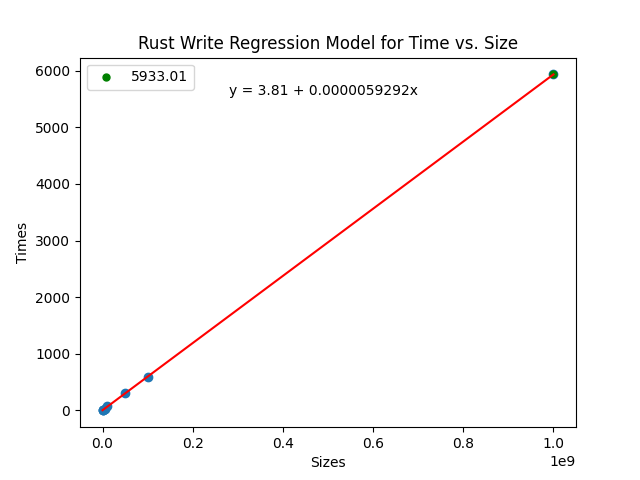 Rust Write Regression Model for Time vs. Size
5933.01
y = 3.81 + 0.0000059292x
Times
6000
5000
4000
3000
2000
1000
0
0.0 0.2 0.4 0.6 0.8 1.0
1e9
Sizes